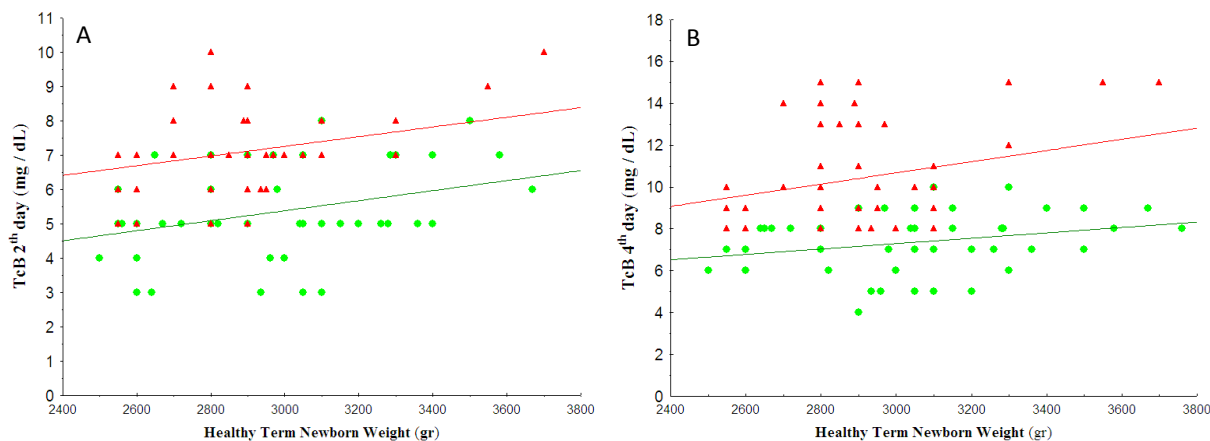 A
TcB 2th day (mg / dL)
11
10
9
8
7
6
5
4
3
2
1
0
2400 2600 2800 3000 3200 3400 3600 3800
Healthy Term Newborn Weight (gr)
B
TcB 4th day (mg / dL)
18
16
14
12
10
8
6
4
2
0
2400 2600 2800 3000 3200 3400 3600 3800
Healthy Term Newborn Weight (gr)